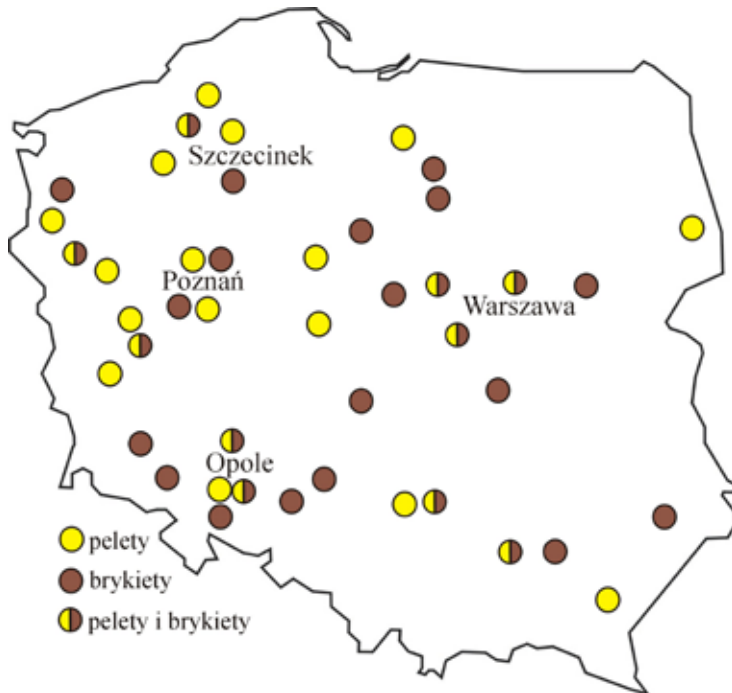 Szczecinek
Poznań
Warszawa
Opole
pelety
brykiety
pelety i brykiety